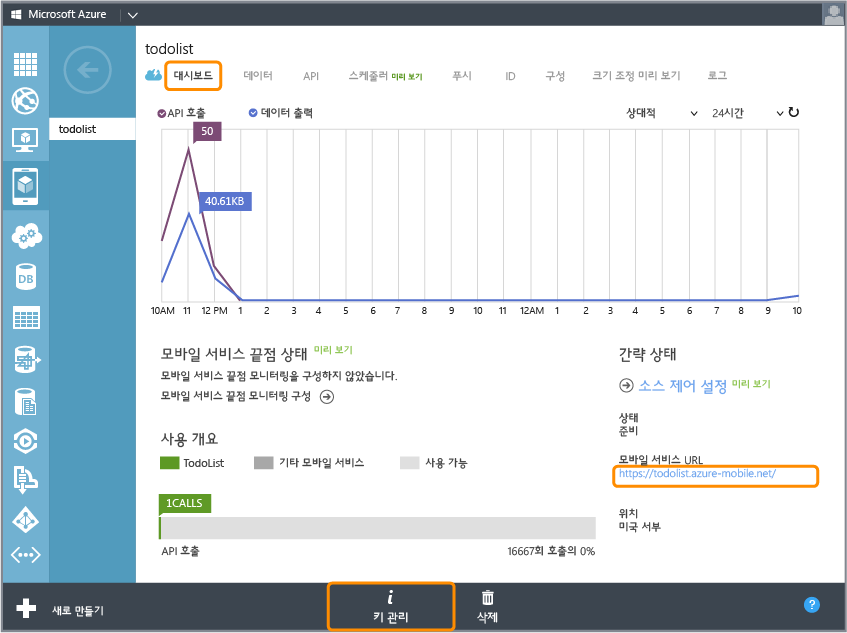 Microsoft Azure
todolist
todolist
대시보드 데이터 API 스케줄러 미리 보기 푸시 ID 구성 크기 조정 미리 보기 로그
API 호출 데이터 출력 상대적 24시간
50
40.61KB
10AM 11 12 PM 1 2 3 4 5 6 7 8 9 10 11 12AM 1 2 3 4 5 6 7 8 9 10
모바일 서비스 끝점 상태 미리 보기
모바일 서비스 끝점 모니터링을 구성하지 않았습니다.
모바일 서비스 끝점 모니터링 구성
사용 개요
TodoList 기타 모바일 서비스 사용 가능
1CALLS
API 호출 16667회 호출의 0%
간략 상태
소스 제어 설정 미리 보기
상태
준비
모바일 서비스 URL
https://todolist.azure-mobile.net/
위치
미국 서부
DB
새로 만들기
키 관리
삭제
?